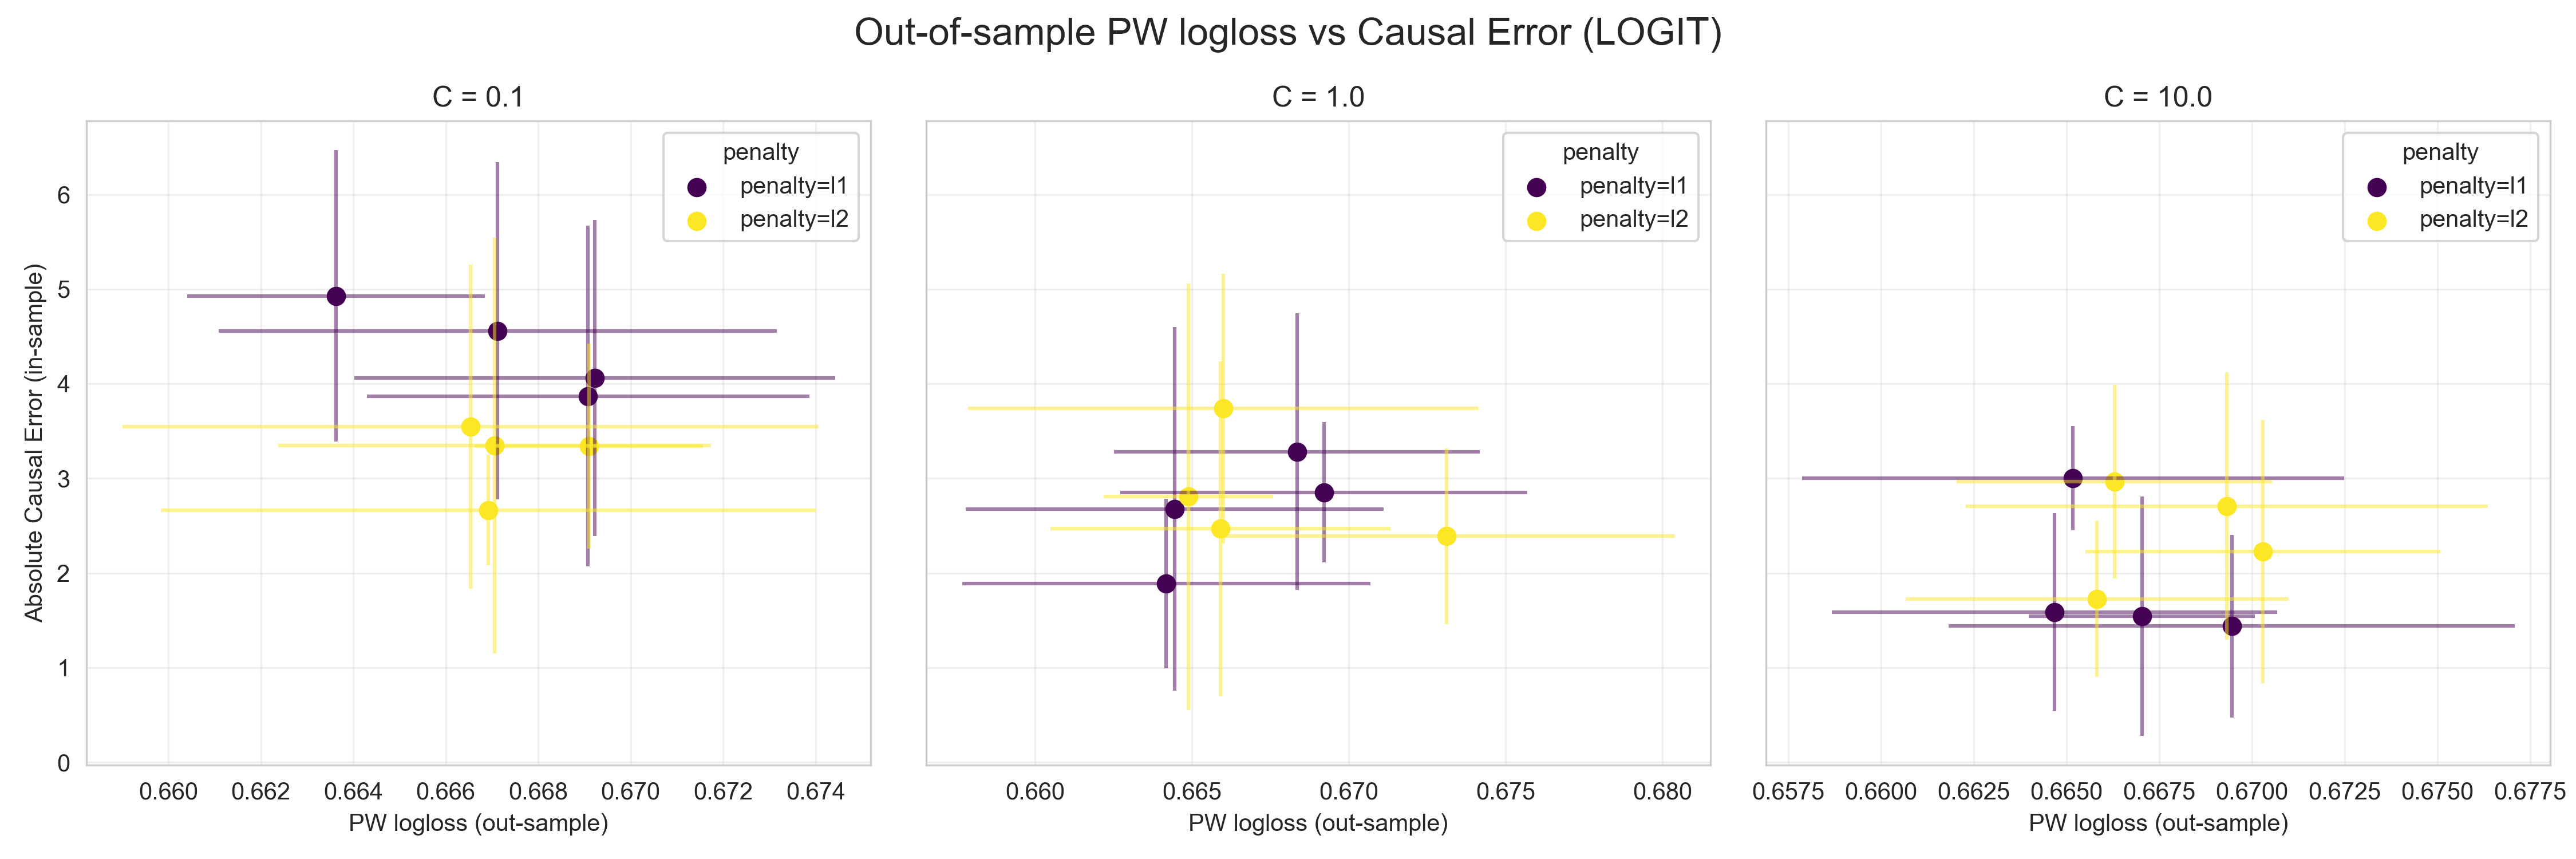 Out-of-sample PW logloss vs Causal Error (LOGIT)
C = 0.1
penalty
penalty=l1
penalty=l2
Absolute Causal Error (in-sample)
6
5
4
3
2
1
0
0.660 0.662 0.664 0.666 0.668 0.670 0.672 0.674
PW logloss (out-sample)
C = 1.0
penalty
penalty=l1
penalty=l2
0.660 0.665 0.670 0.675 0.680
PW logloss (out-sample)
C = 10.0
penalty
penalty=l1
penalty=l2
0.6575 0.6600 0.6625 0.6650 0.6675 0.6700 0.6725 0.6750 0.6775
PW logloss (out-sample)